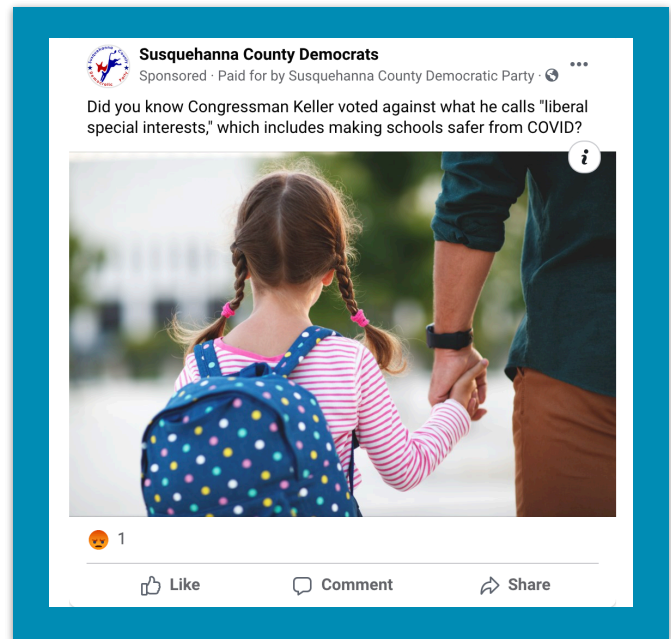 Susquehanna County Democrats
Sponsored · Paid for by Susquehanna County Democratic Party ·
Did you know Congressman Keller voted against what he calls "liberal
special interests," which includes making schools safer from COVID?
i
1
Like Comment Share